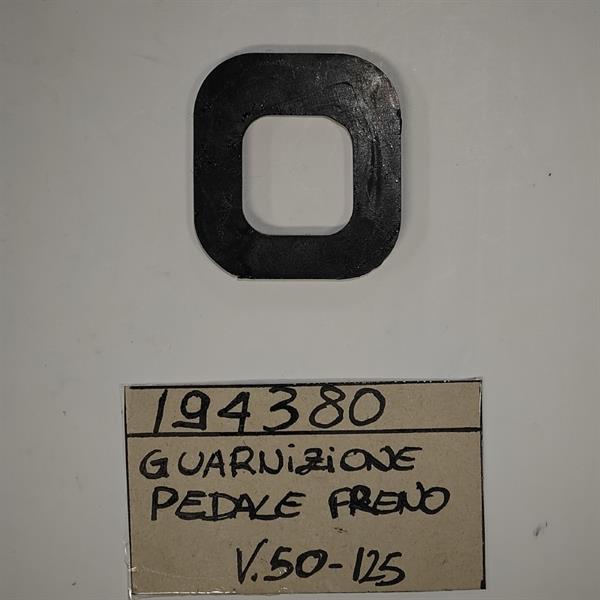 194380
GUARNIZIONE
PEDALE FRENO
V.50-125